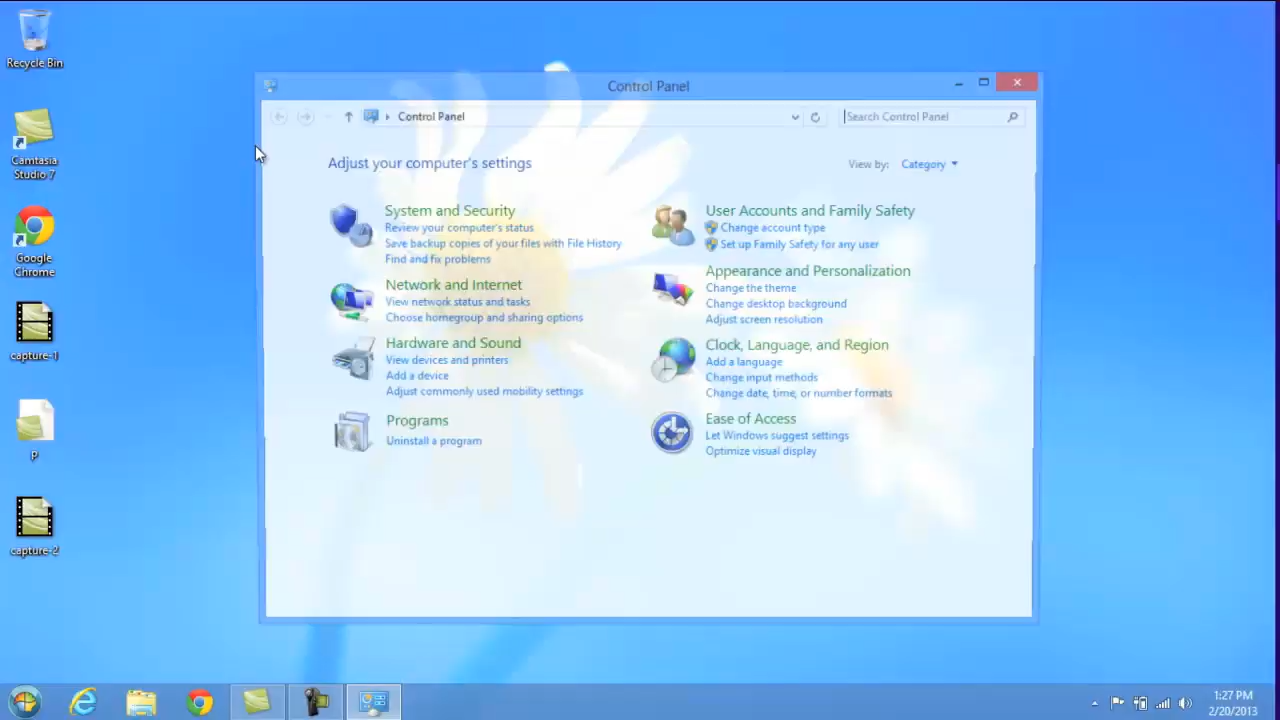 Recycle Bin
Camtasia
Studio 7
Google
Chrome
capture-1
P
capture-2
Control Panel
Control Panel
Search Control Panel
Adjust your computer's settings
View by: Category
System and Security
Review your computer's status
Save backup copies of your files with File History
Find and fix problems
Network and Internet
View network status and tasks
Choose homegroup and sharing options
Hardware and Sound
View devices and printers
Add a device
Adjust commonly used mobility settings
Programs
Uninstall a program
User Accounts and Family Safety
Change account type
Set up Family Safety for any user
Appearance and Personalization
Change the theme
Change desktop background
Adjust screen resolution
Clock, Language, and Region
Add a language
Change input methods
Change date, time, or number formats
Ease of Access
Let Windows suggest settings
Optimize visual display
1:27 PM
2/20/2013